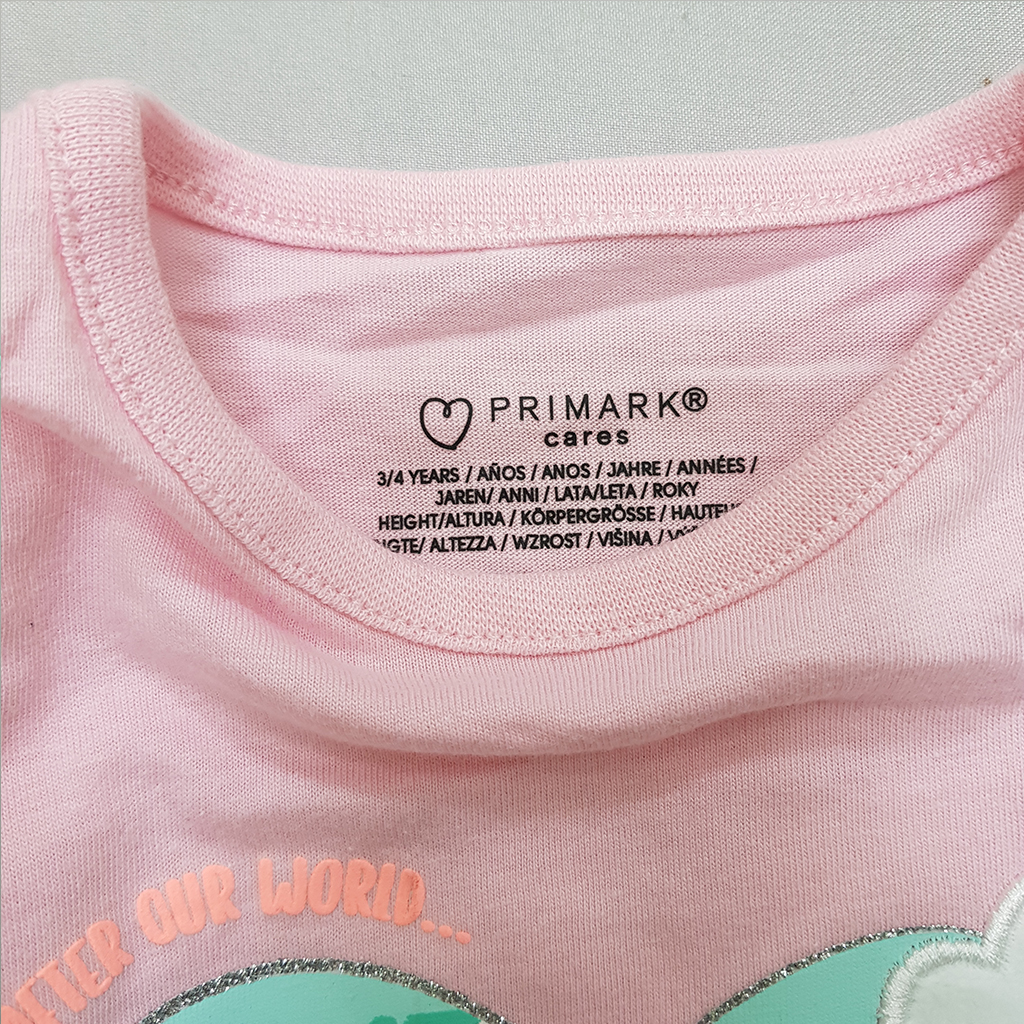 PRIMARK®
cares
3/4 YEARS / AÑOS / ANOS / JAHRE / ANNÉES /
JAREN/ ANNI / LATA/LETA / ROKY
HEIGHT/ALTURA / KÖRPERGRÖSSE /
ALTEZZA / WZROST / VIŠINA /
OUR WORLD...